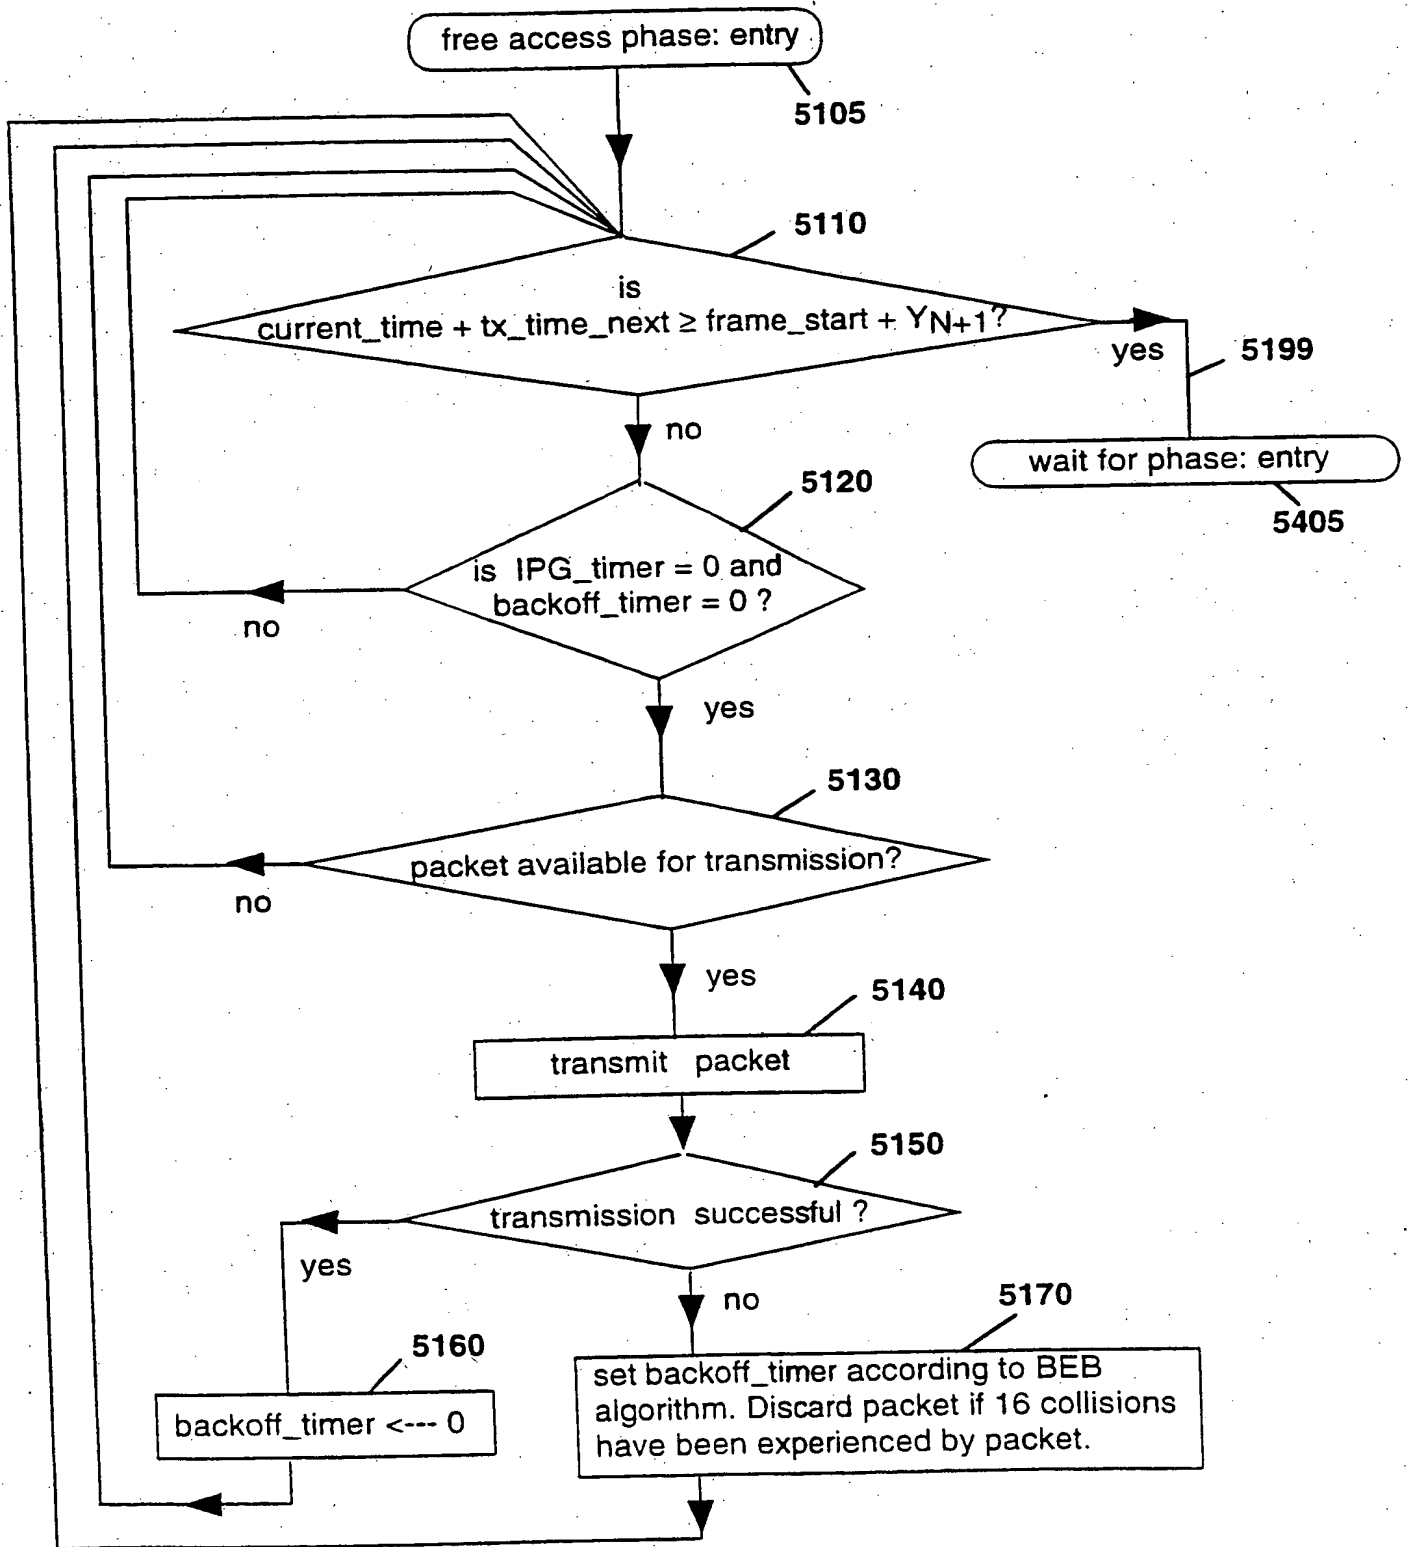 free access phase: entry
5105
5110
is
current_time + tx_time_next ≥ frame_start + YN+1?
yes
5199
no
wait for phase: entry
5405
5120
is IPG_timer = 0 and
backoff_timer = 0 ?
no
yes
5130
packet available for transmission?
no
yes
5140
transmit packet
5150
transmission successful ?
yes
no
5170
5160
set backoff_timer according to BEB
algorithm. Discard packet if 16 collisions
have been experienced by packet.
backoff_timer <--- 0